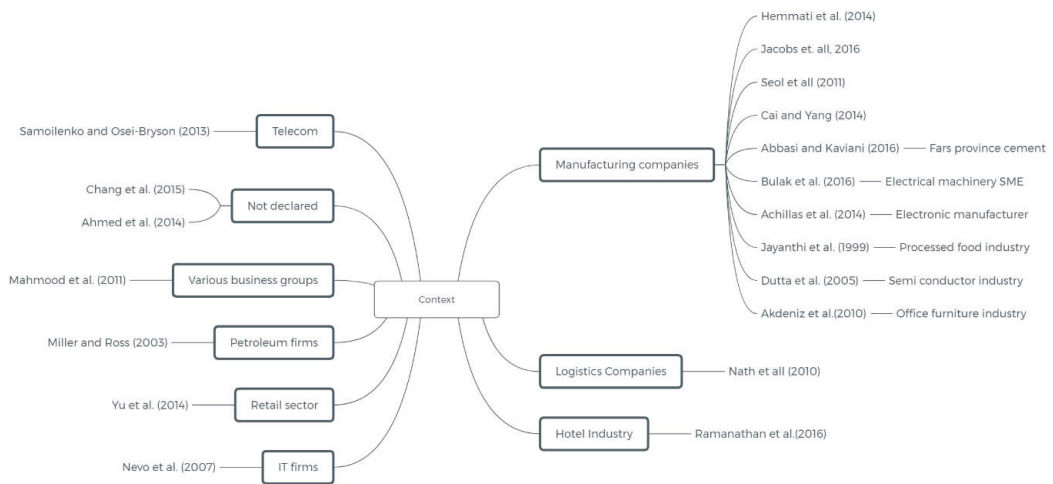 Samoilenko and Osei-Bryson (2013)
Telecom
Chang et al. (2015)
Ahmed et al. (2014)
Not declared
Mahmood et al. (2011)
Various business groups
Miller and Ross (2003)
Petroleum firms
Yu et al. (2014)
Retail sector
Nevo et al. (2007)
IT firms
Context
Manufacturing companies
Hemmati et al. (2014)
Jacobs et. all, 2016
Seol et all (2011)
Cai and Yang (2014)
Abbasi and Kaviani (2016)
Fars province cement
Bulak et al. (2016)
Electrical machinery SME
Achillas et al. (2014)
Electronic manufacturer
Jayanthi et al. (1999)
Processed food industry
Dutta et al. (2005)
Semi conductor industry
Akdeniz et al.(2010)
Office furniture industry
Logistics Companies
Nath et all (2010)
Hotel Industry
Ramanathan et al.(2016)